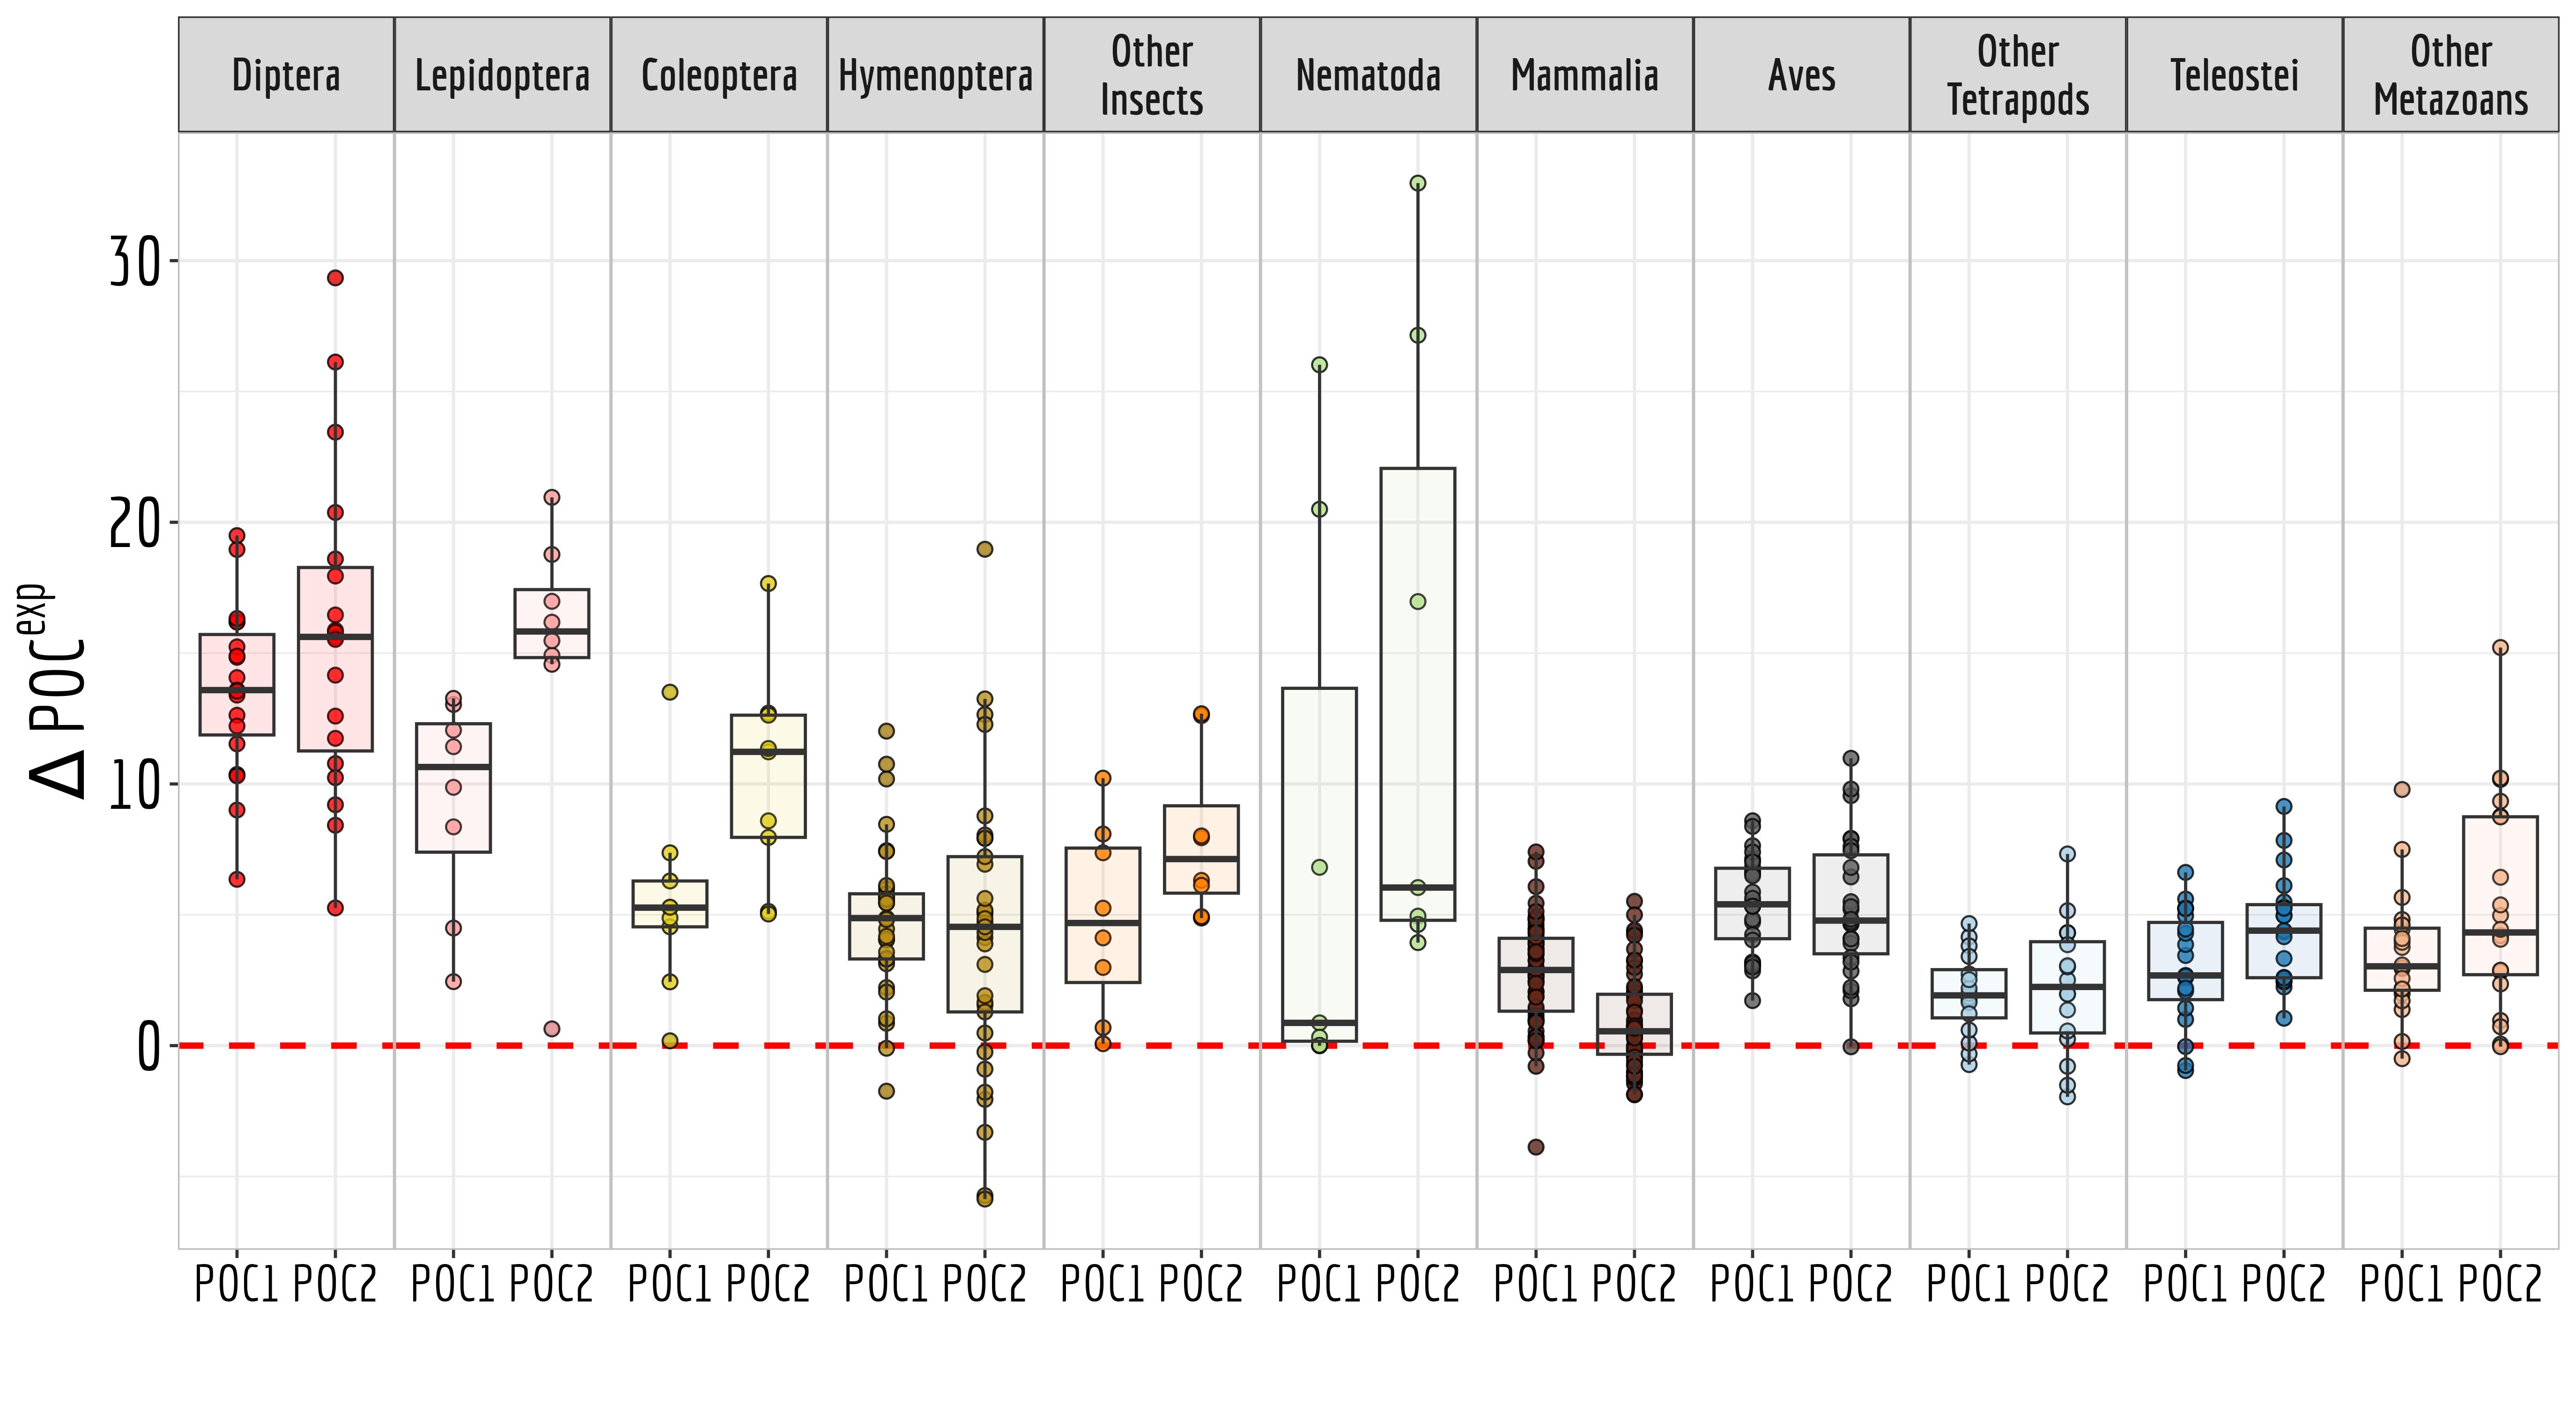 Diptera
Lepidoptera
Coleoptera
Hymenoptera
Other
Insects
Nematoda
Mammalia
Aves
Other
Tetrapods
Teleostei
Other
Metazoans
Δ POCexp
30
20
10
0
POC1 POC2 POC1 POC2 POC1 POC2 POC1 POC2 POC1 POC2 POC1 POC2 POC1 POC2 POC1 POC2 POC1 POC2 POC1 POC2 POC1 POC2